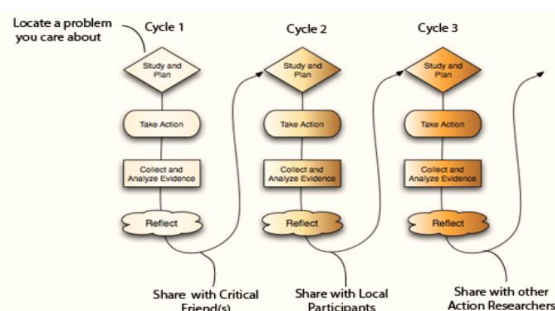 Locate a problem
you care about
Cycle 1
Study and
Plan
Take Action
Collect and
Analyze Evidence
Reflect
Share with Critical
Friend(s)
Cycle 2
Study and
Plan
Take Action
Collect and
Analyze Evidence
Reflect
Share with Local
Participants
Cycle 3
Study and
Plan
Take Action
Collect and
Analyze Evidence
Reflect
Share with other
Action Researchers